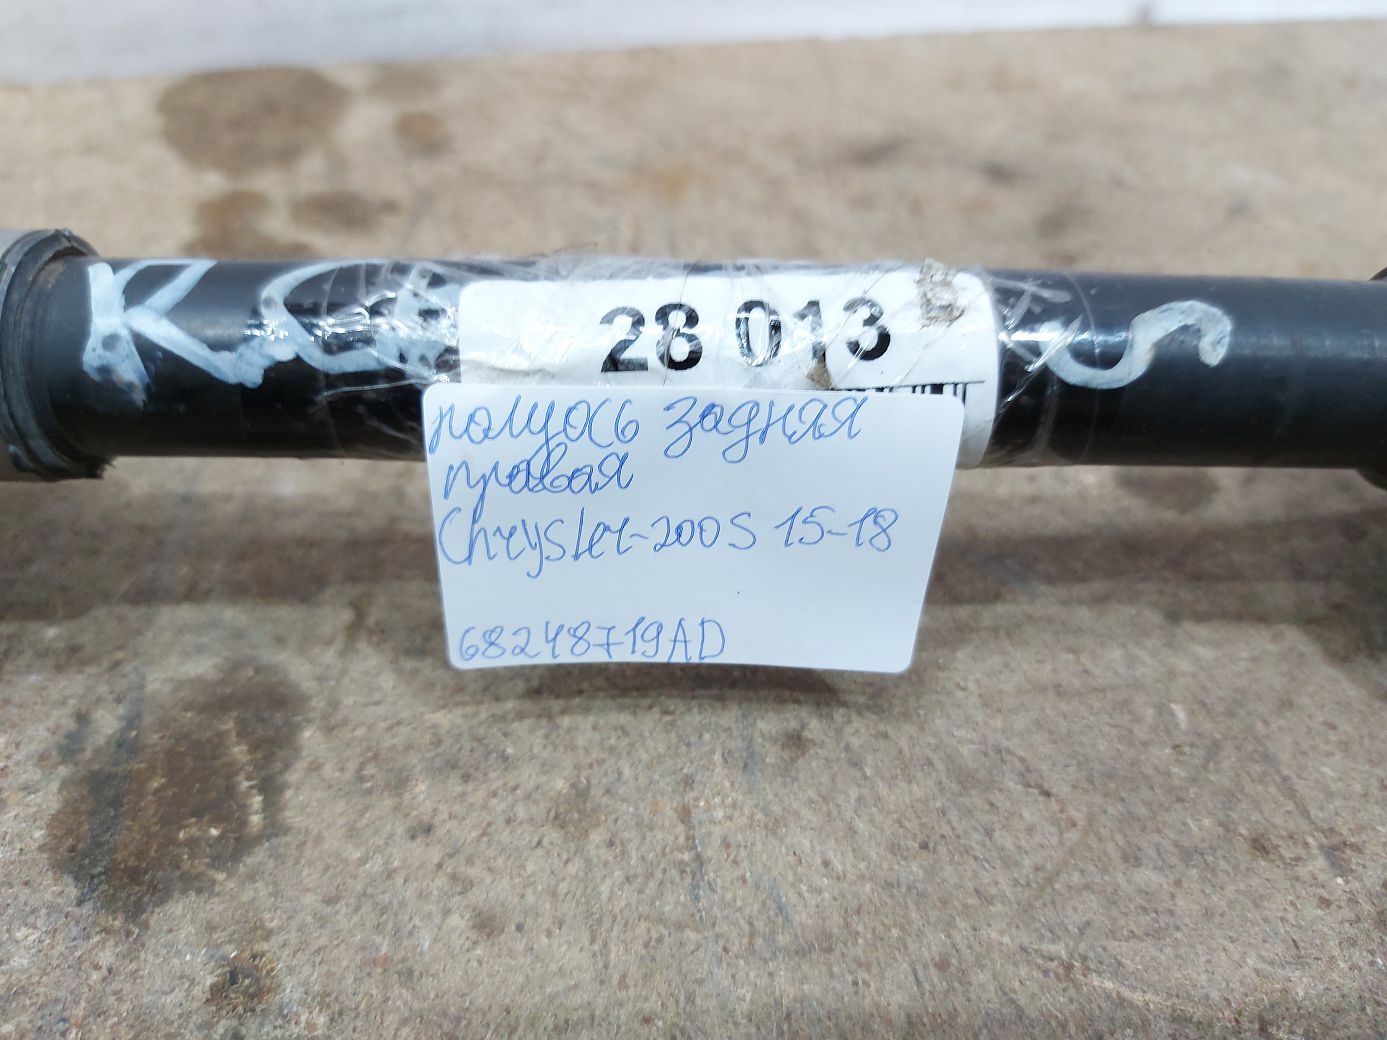 28 013
полуось задняя
правая
Chrysler-200S 15-18
68248719AD